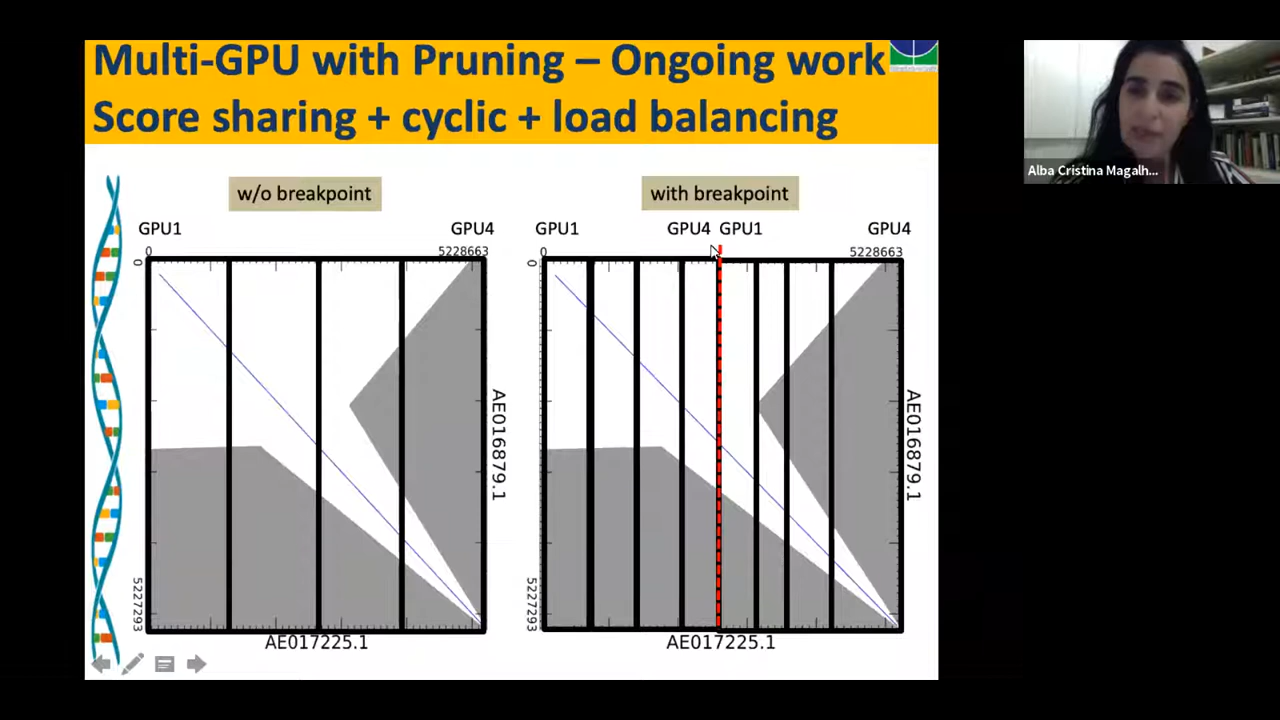 Multi-GPU with Pruning – Ongoing work
Score sharing + cyclic + load balancing
Alba Cristina Magalh...
w/o breakpoint
with breakpoint
GPU1
GPU4
GPU1
GPU4
GPU1
GPU4
0
5228663
0
5228663
0
0
AE016879.1
AE016879.1
5227293
5227293
AE017225.1
AE017225.1